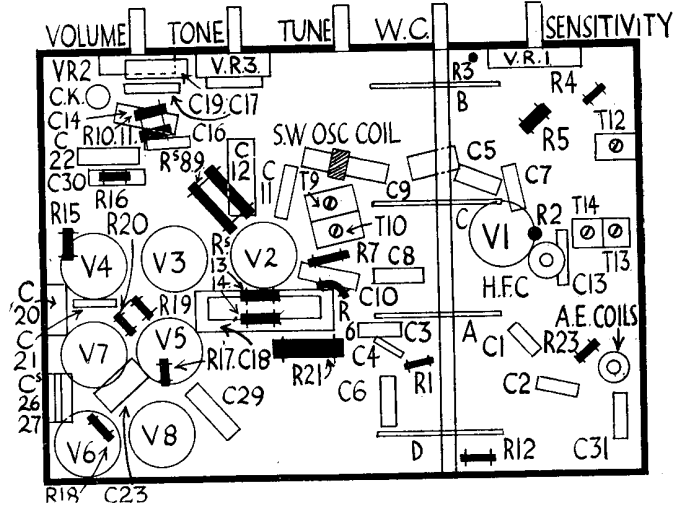 VOLUME TONE TUNE W.C. SENSITIVITY
VR2 V.R.3. R3 V.R.1.
C.K. C19. C17 B R4
C14 R10. 11. C16 R5 T12
C 22 S.W OSC COIL
Rs 8 9 C 12 C 11 C5 C7
C30 R16 T9 C9
R15 R20 T10 C R2 T14
V4 V3 Rs V2 R7 V1
13 14 C8 H.F.C C13 T13
C 20 R19 C10
R 6 A.E. COILS
C 21 V7 V5 R17. C18 C3 A C1 R23
C4
R21 R1
Cs 26 27 C29 C6 C2
V6 V8 D R12 C31
R18 C23